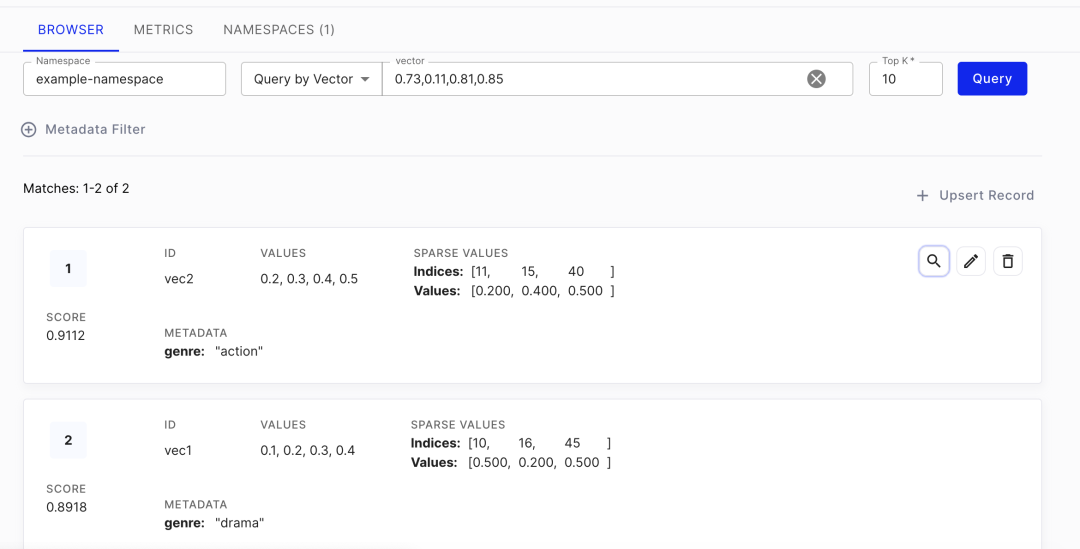 BROWSER METRICS NAMESPACES (1)
Namespace vector Top K *
example-namespace Query by Vector 0.73,0.11,0.81,0.85 10 Query
Metadata Filter
Matches: 1-2 of 2
Upsert Record
1 ID VALUES SPARSE VALUES
vec2 0.2, 0.3, 0.4, 0.5 Indices: [11, 15, 40 ]
Values: [0.200, 0.400, 0.500 ]
SCORE
0.9112
METADATA
genre: "action"
2 ID VALUES SPARSE VALUES
vec1 0.1, 0.2, 0.3, 0.4 Indices: [10, 16, 45 ]
Values: [0.500, 0.200, 0.500 ]
SCORE
0.8918
METADATA
genre: "drama"